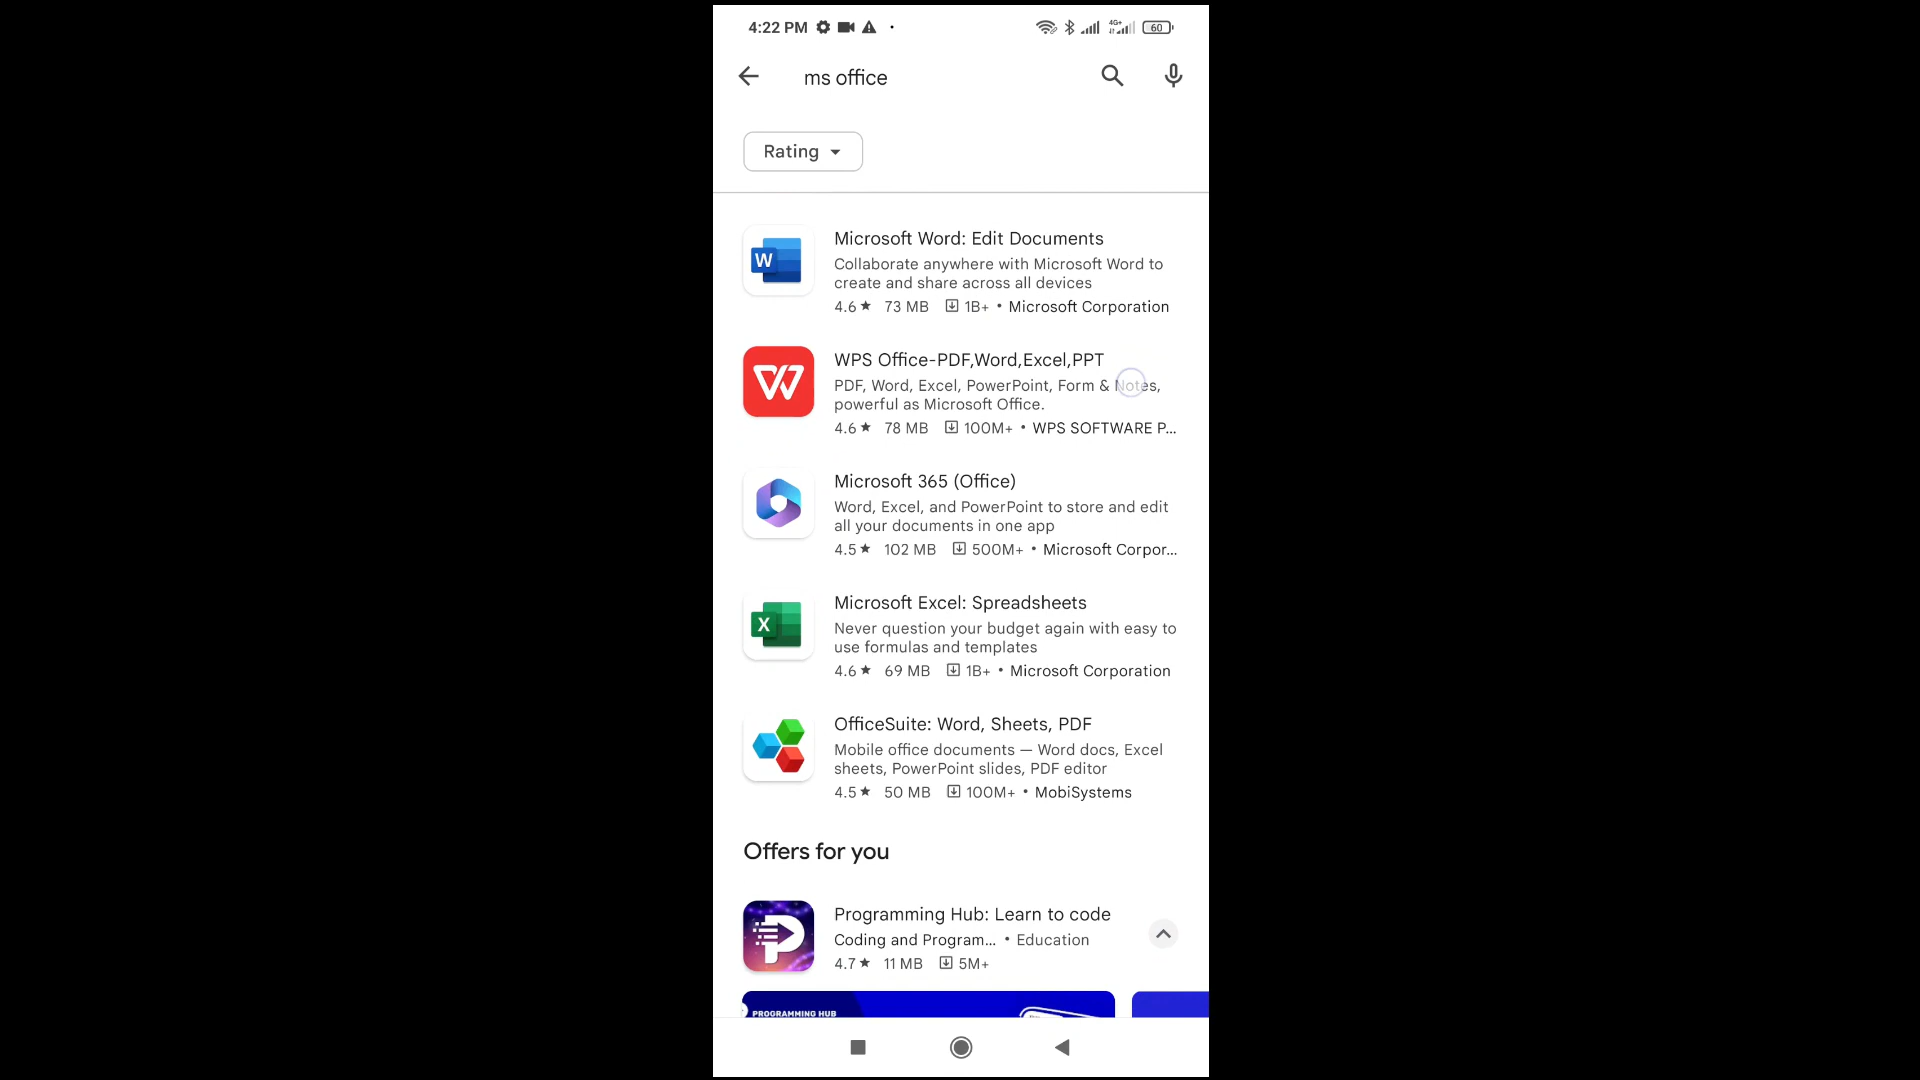 4:22 PM
4G+
60
ms office
Rating
W
Microsoft Word: Edit Documents
Collaborate anywhere with Microsoft Word to
create and share across all devices
4.6★ 73 MB 1B+ • Microsoft Corporation
WPS Office-PDF,Word,Excel,PPT
PDF, Word, Excel, PowerPoint, Form & Notes,
powerful as Microsoft Office.
4.6★ 78 MB 100M+ • WPS SOFTWARE P...
Microsoft 365 (Office)
Word, Excel, and PowerPoint to store and edit
all your documents in one app
4.5★ 102 MB 500M+ • Microsoft Corpor...
X
Microsoft Excel: Spreadsheets
Never question your budget again with easy to
use formulas and templates
4.6★ 69 MB 1B+ • Microsoft Corporation
OfficeSuite: Word, Sheets, PDF
Mobile office documents — Word docs, Excel
sheets, PowerPoint slides, PDF editor
4.5★ 50 MB 100M+ • MobiSystems
Offers for you
Programming Hub: Learn to code
Coding and Program... • Education
4.7★ 11 MB 5M+
PROGRAMMING HUB